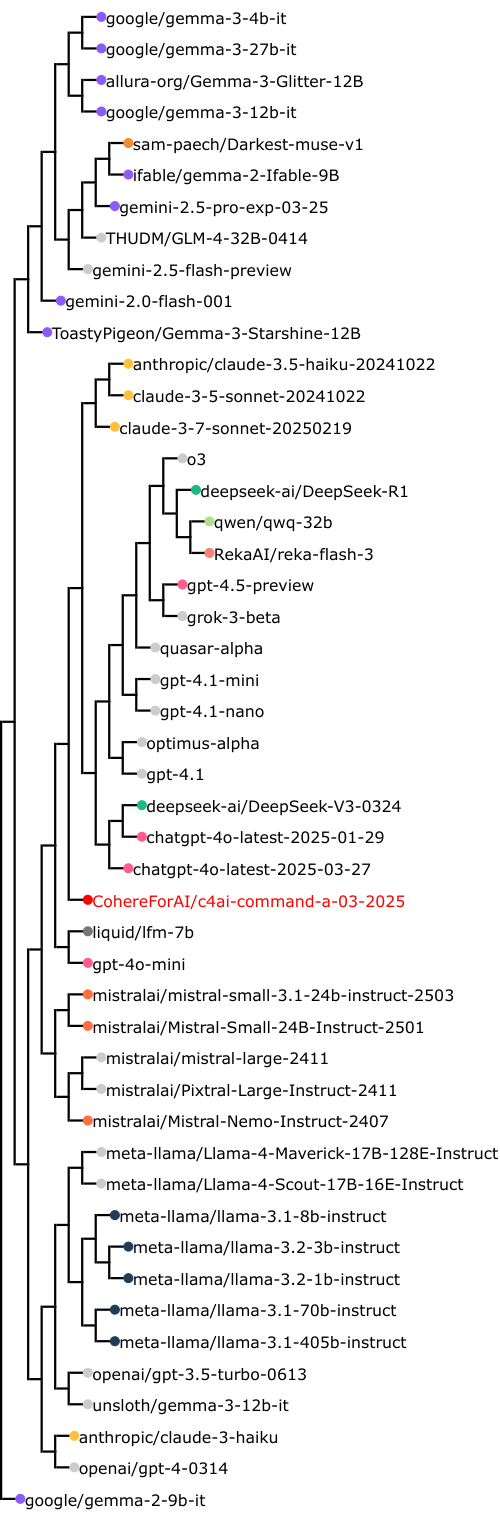 google/gemma-3-4b-it
google/gemma-3-27b-it
allura-org/Gemma-3-Glitter-12B
google/gemma-3-12b-it
sam-paech/Darkest-muse-v1
ifable/gemma-2-Ifable-9B
gemini-2.5-pro-exp-03-25
THUDM/GLM-4-32B-0414
gemini-2.5-flash-preview
gemini-2.0-flash-001
ToastyPigeon/Gemma-3-Starshine-12B
anthropic/claude-3.5-haiku-20241022
claude-3-5-sonnet-20241022
claude-3-7-sonnet-20250219
o3
deepseek-ai/DeepSeek-R1
qwen/qwq-32b
RekaAI/reka-flash-3
gpt-4.5-preview
grok-3-beta
quasar-alpha
gpt-4.1-mini
gpt-4.1-nano
optimus-alpha
gpt-4.1
deepseek-ai/DeepSeek-V3-0324
chatgpt-4o-latest-2025-01-29
chatgpt-4o-latest-2025-03-27
CohereForAI/c4ai-command-a-03-2025
liquid/lfm-7b
gpt-4o-mini
mistralai/mistral-small-3.1-24b-instruct-2503
mistralai/Mistral-Small-24B-Instruct-2501
mistralai/mistral-large-2411
mistralai/Pixtral-Large-Instruct-2411
mistralai/Mistral-Nemo-Instruct-2407
meta-llama/Llama-4-Maverick-17B-128E-Instruct
meta-llama/Llama-4-Scout-17B-16E-Instruct
meta-llama/llama-3.1-8b-instruct
meta-llama/llama-3.2-3b-instruct
meta-llama/llama-3.2-1b-instruct
meta-llama/llama-3.1-70b-instruct
meta-llama/llama-3.1-405b-instruct
openai/gpt-3.5-turbo-0613
unsloth/gemma-3-12b-it
anthropic/claude-3-haiku
openai/gpt-4-0314
google/gemma-2-9b-it